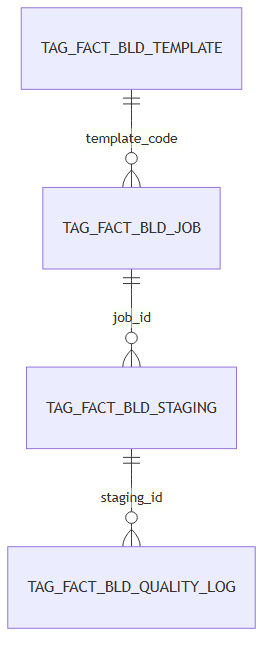 TAG_FACT_BLD_TEMPLATE
template_code
TAG_FACT_BLD_JOB
job_id
TAG_FACT_BLD_STAGING
staging_id
TAG_FACT_BLD_QUALITY_LOG